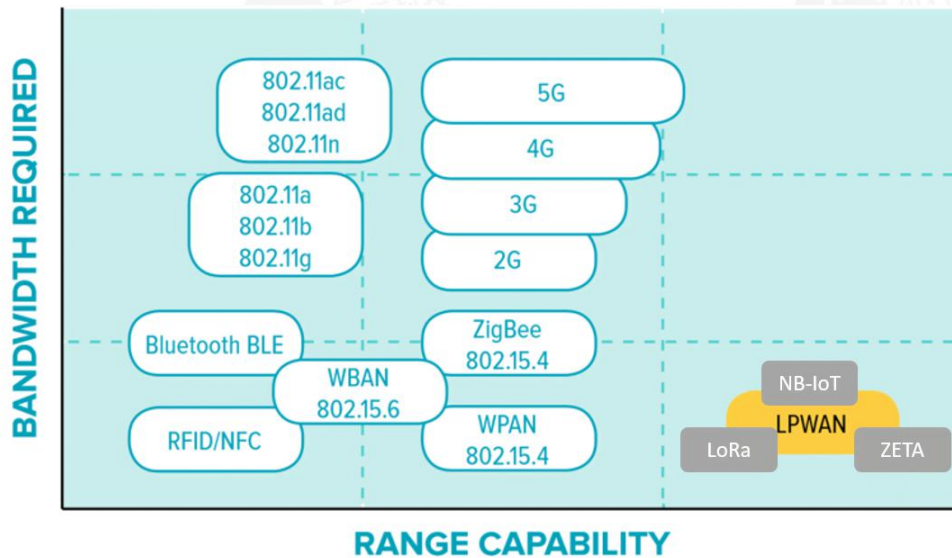 BANDWIDTH REQUIRED
802.11ac
802.11ad
802.11n
5G
4G
802.11a
802.11b
802.11g
3G
2G
Bluetooth BLE
ZigBee
802.15.4
WBAN
802.15.6
RFID/NFC
WPAN
802.15.4
NB-IoT
LPWAN
LoRa
ZETA
RANGE CAPABILITY